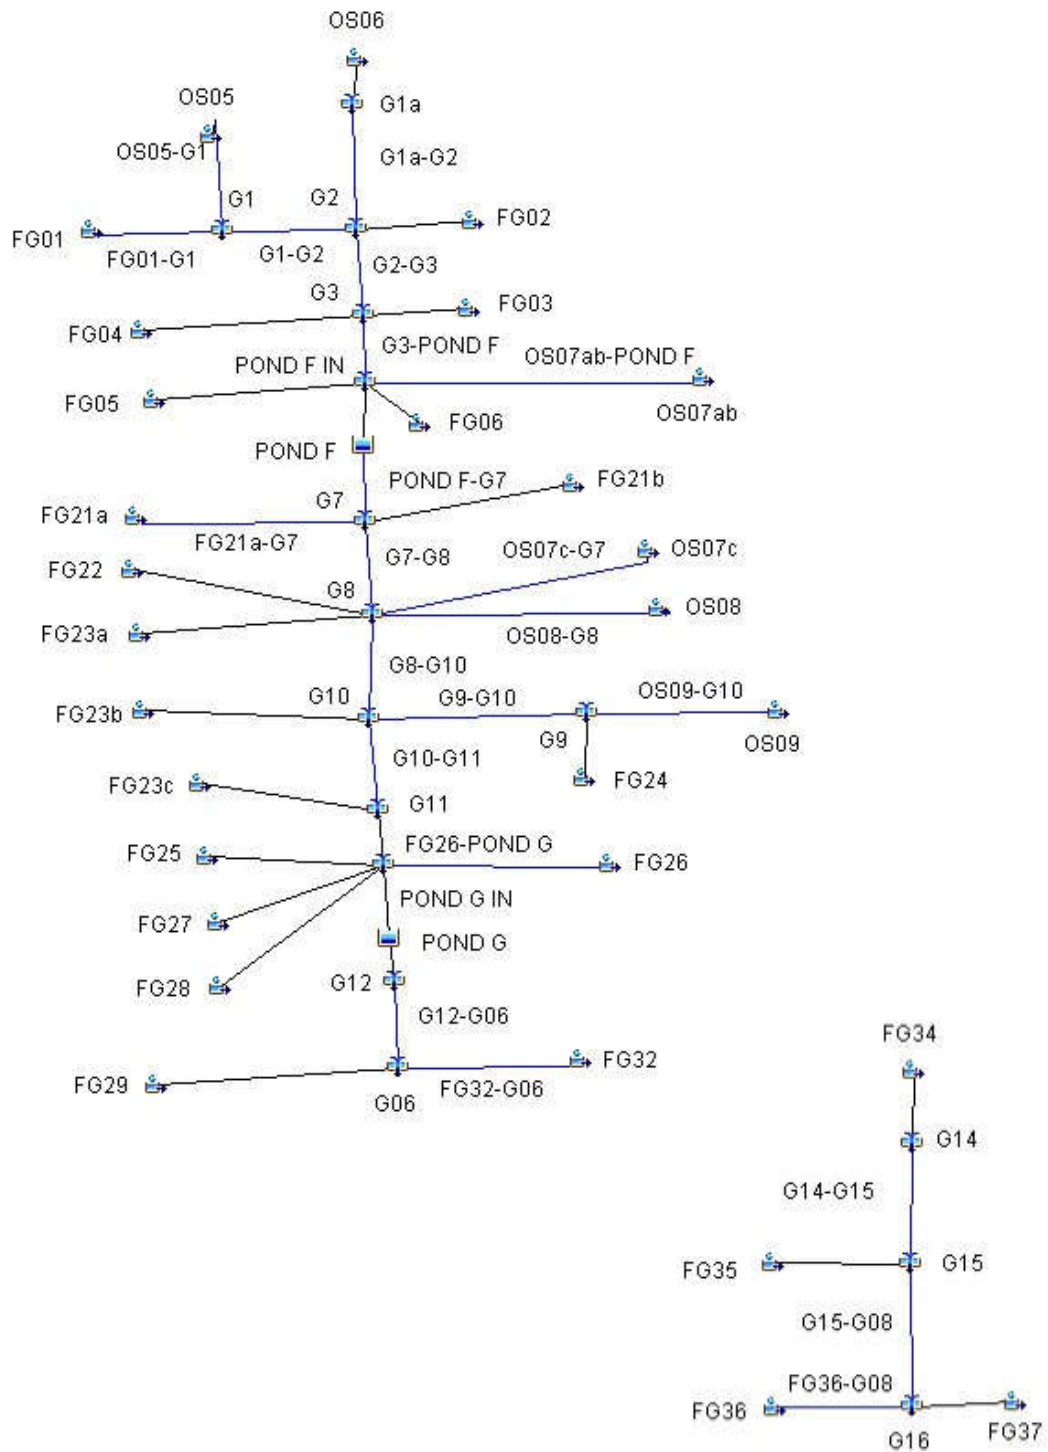 OS06
G1a
OS05
OS05-G1
G1a-G2
G1
G2
FG02
FG01
FG01-G1
G1-G2
G2-G3
G3
FG03
FG04
G3-POND F
OS07ab-POND F
POND F IN
FG05
FG06
OS07ab
POND F
POND F-G7
FG21b
FG21a
G7
FG21a-G7
G7-G8
OS07c-G7
OS07c
FG22
G8
OS08
FG23a
OS08-G8
G8-G10
G10
G9-G10
OS09-G10
FG23b
G9
OS09
G10-G11
FG24
FG23c
G11
FG25
FG26-POND G
FG26
POND G IN
FG27
POND G
FG28
G12
G12-G06
FG29
FG32-G06
FG32
G06
FG34
G14
G14-G15
FG35
G15
G15-G08
FG36-G08
FG36
FG37
G16